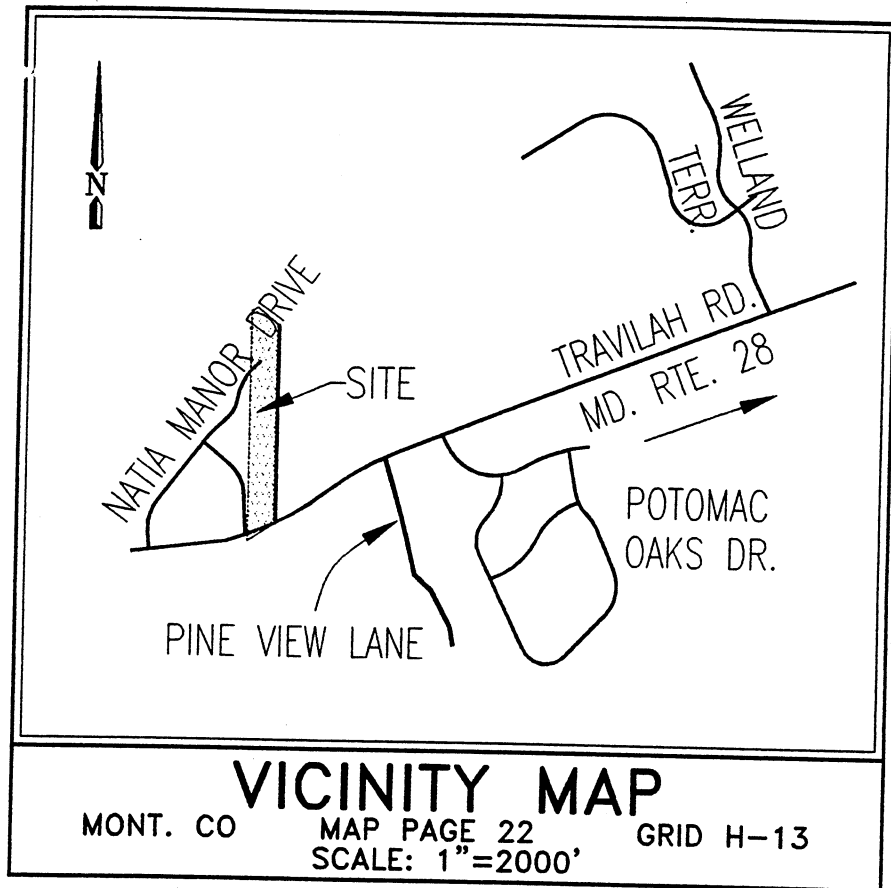 N
WELLAND
TERR.
NATIA MANOR DRIVE
SITE
TRAVILAH RD.
MD. RTE. 28
POTOMAC
OAKS DR.
PINE VIEW LANE
VICINITY MAP
MONT. CO MAP PAGE 22 GRID H-13
SCALE: 1"=2000'